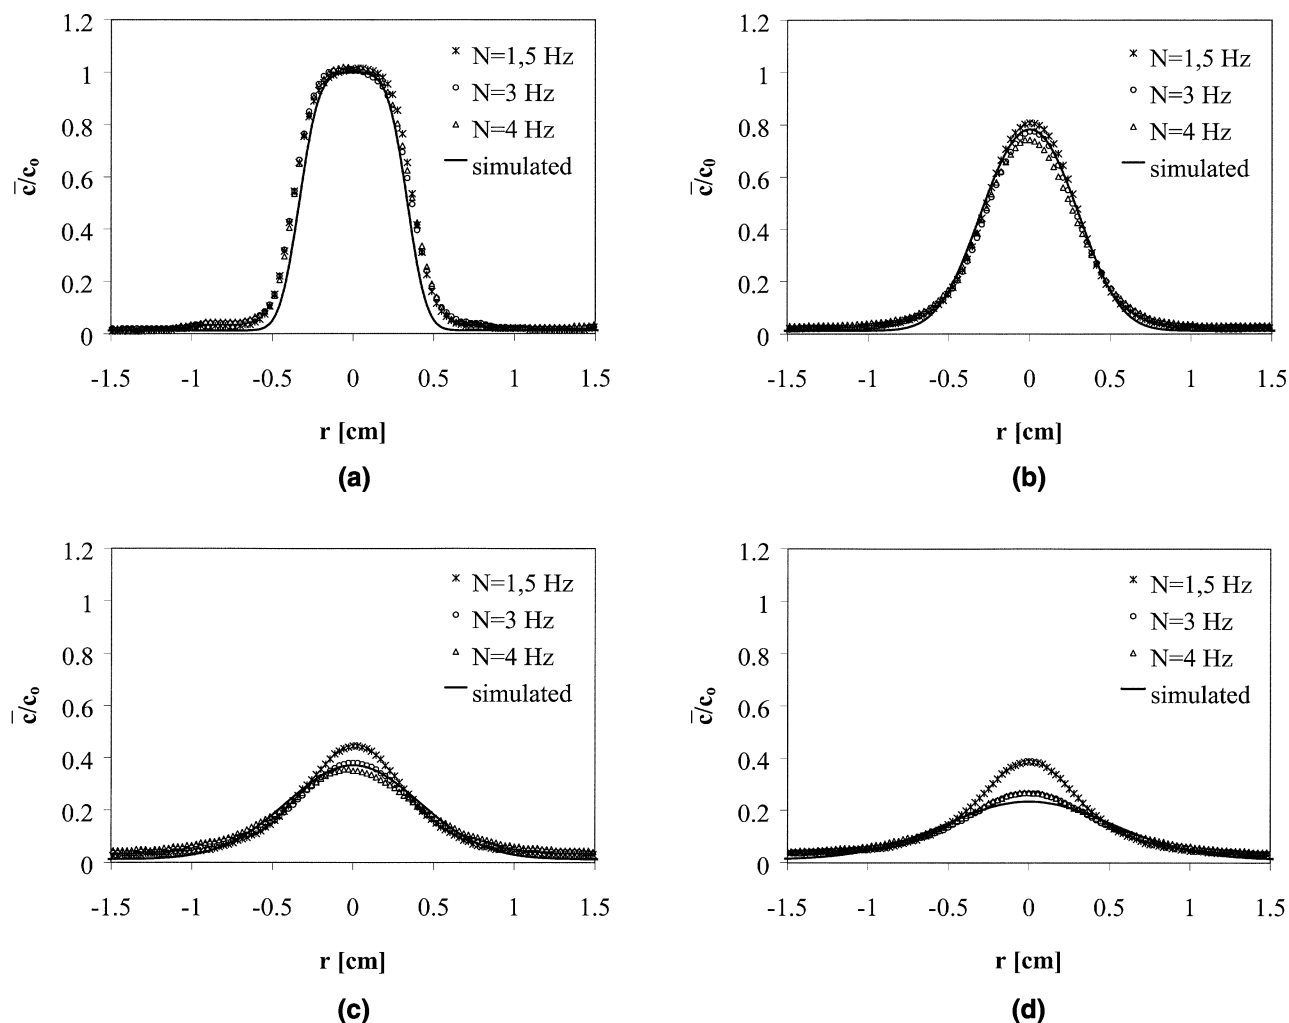 1.2
1
0.8
0.6
0.4
0.2
0
c̅/cₒ
N=1,5 Hz
N=3 Hz
N=4 Hz
simulated
-1.5 -1 -0.5 0 0.5 1 1.5
r [cm]
(a)
1.2
1
0.8
0.6
0.4
0.2
0
c̅/c₀
N=1,5 Hz
N=3 Hz
N=4 Hz
simulated
-1.5 -1 -0.5 0 0.5 1 1.5
r [cm]
(b)
1.2
1
0.8
0.6
0.4
0.2
0
c̅/cₒ
N=1,5 Hz
N=3 Hz
N=4 Hz
simulated
-1.5 -1 -0.5 0 0.5 1 1.5
r [cm]
(c)
1.2
1
0.8
0.6
0.4
0.2
0
c̅/cₒ
N=1,5 Hz
N=3 Hz
N=4 Hz
simulated
-1.5 -1 -0.5 0 0.5 1 1.5
r [cm]
(d)